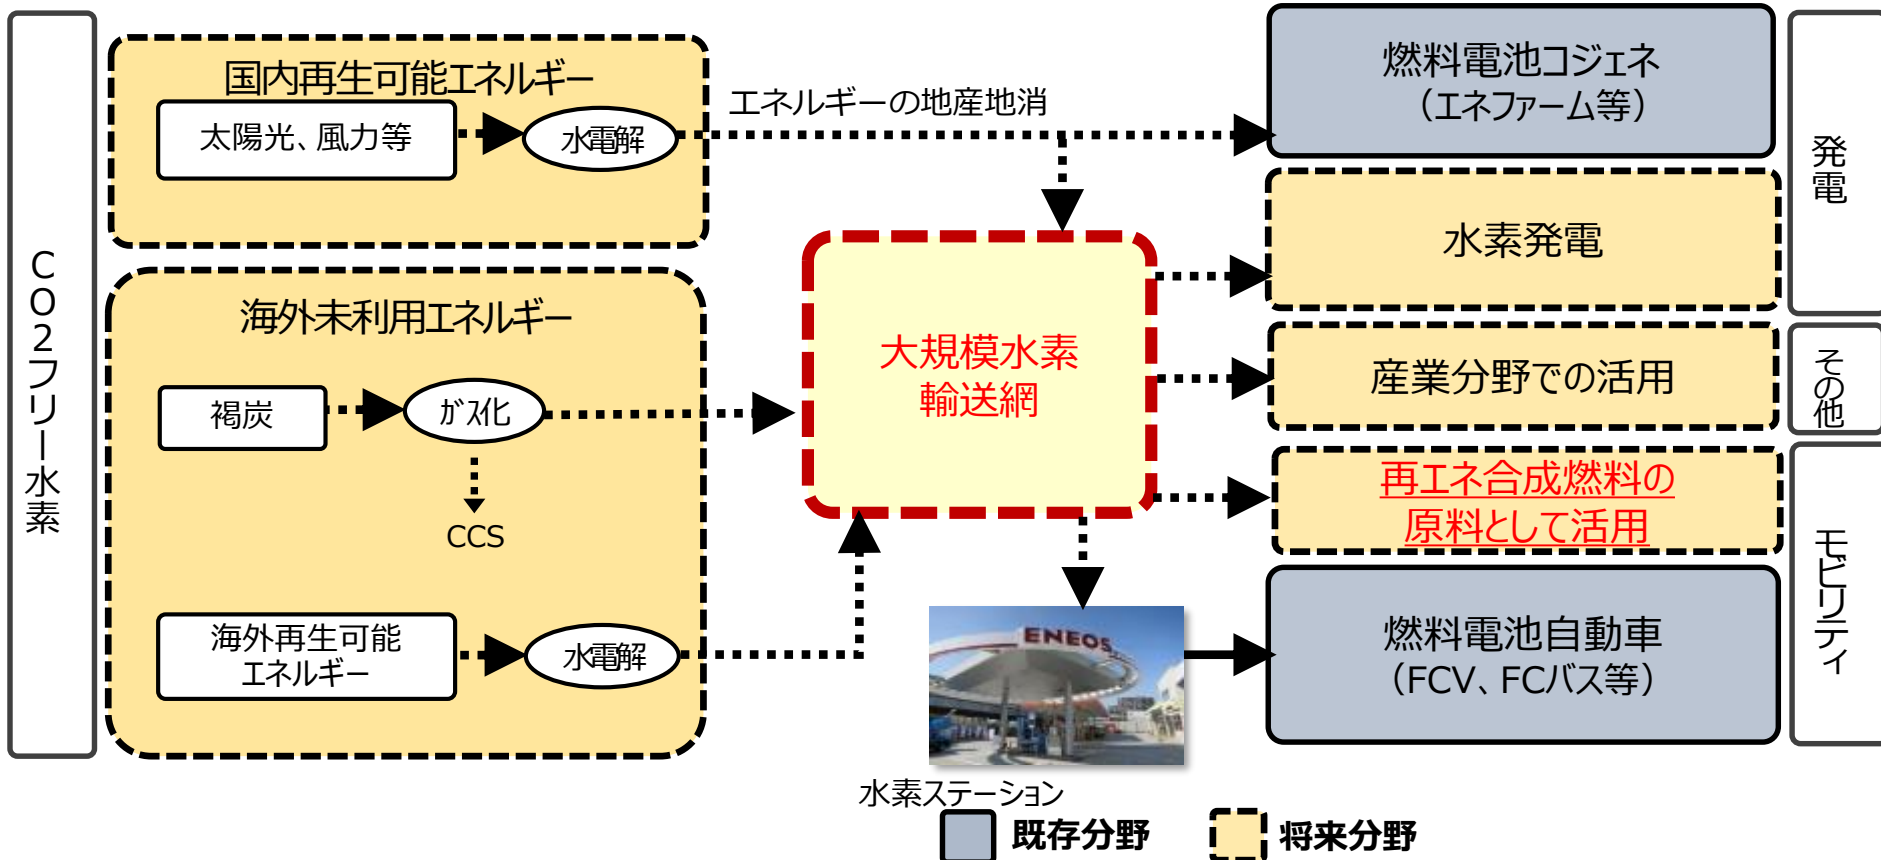 CO2フリー水素
国内再生可能エネルギー
太陽光、風力等
水電解
エネルギーの地産地消
海外未利用エネルギー
褐炭
ガス化
CCS
海外再生可能
エネルギー
水電解
大規模水素
輸送網
ENEOS
水素ステーション
燃料電池コジェネ
（エネファーム等）
水素発電
産業分野での活用
再エネ合成燃料の
原料として活用
燃料電池自動車
（FCV、FCバス等）
発電
その他
モビリティ
既存分野
将来分野